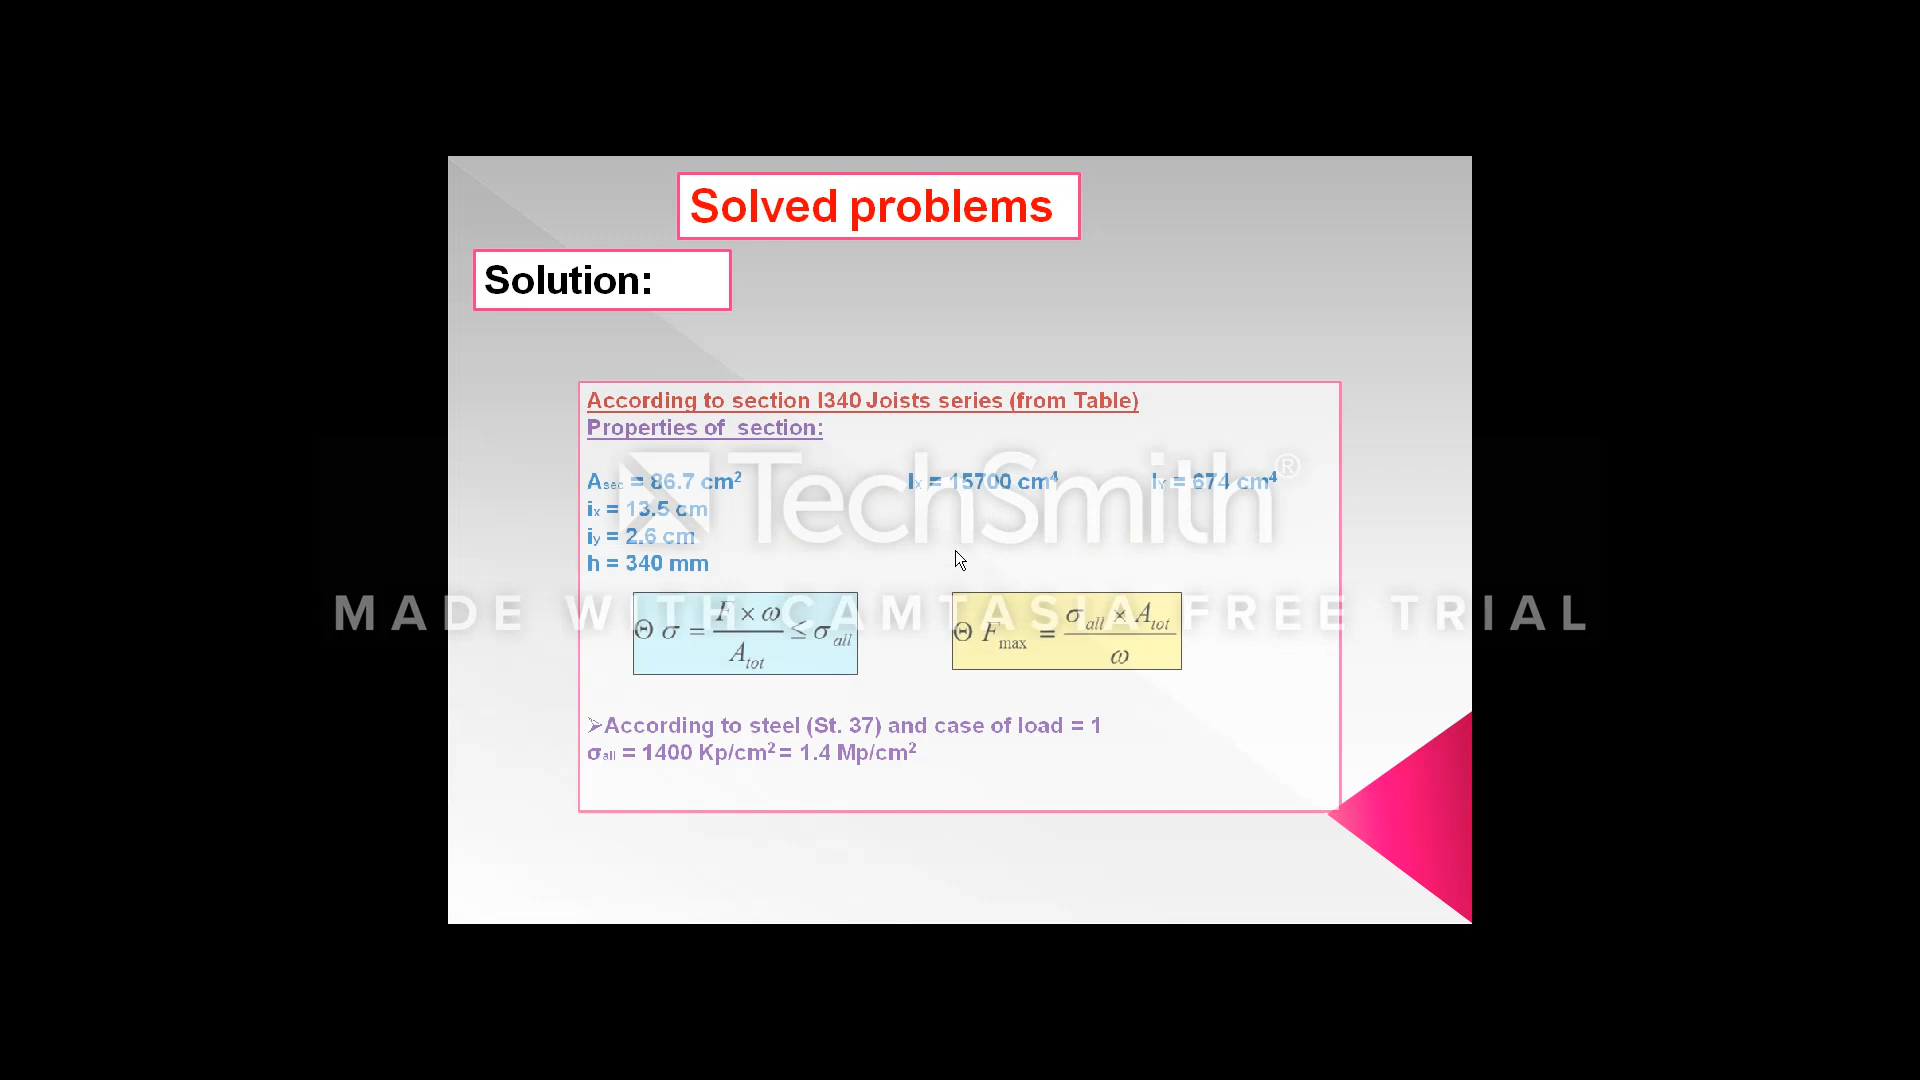 Solved problems
Solution:
According to section I340 Joists series (from Table)
Properties of section:
Asec = 86.7 cm² Ix = 15700 cm⁴ IY = 674 cm⁴
ix = 13.5 cm
iy = 2.6 cm
h = 340 mm
Θ σ = F × ω / Atot ≤ σall Θ Fmax = σall × Atot / ω
➢According to steel (St. 37) and case of load = 1
σall = 1400 Kp/cm² = 1.4 Mp/cm²
TechSmith®
MADE WITH CAMTASIA FREE TRIAL